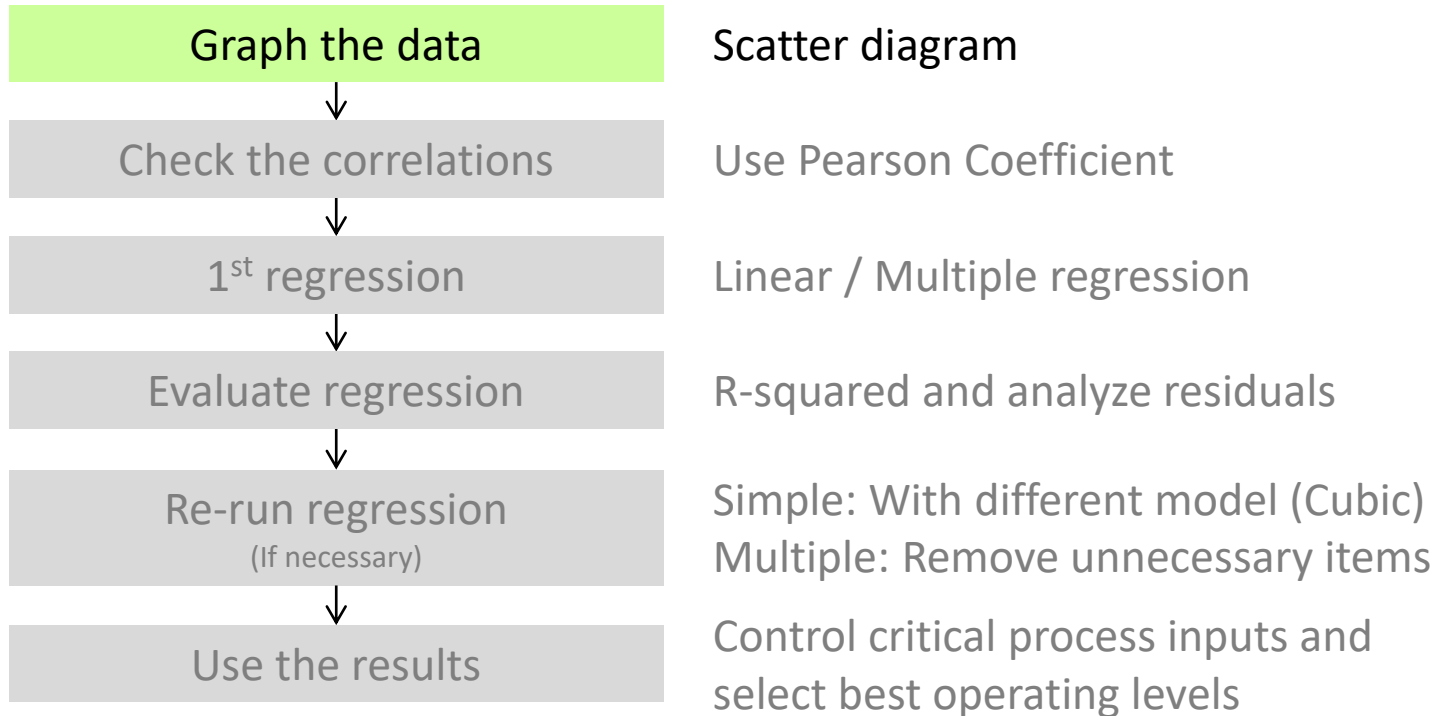 Graph the data
Scatter diagram
Check the correlations
Use Pearson Coefficient
1st regression
Linear / Multiple regression
Evaluate regression
R-squared and analyze residuals
Re-run regression
(If necessary)
Simple: With different model (Cubic)
Multiple: Remove unnecessary items
Use the results
Control critical process inputs and
select best operating levels